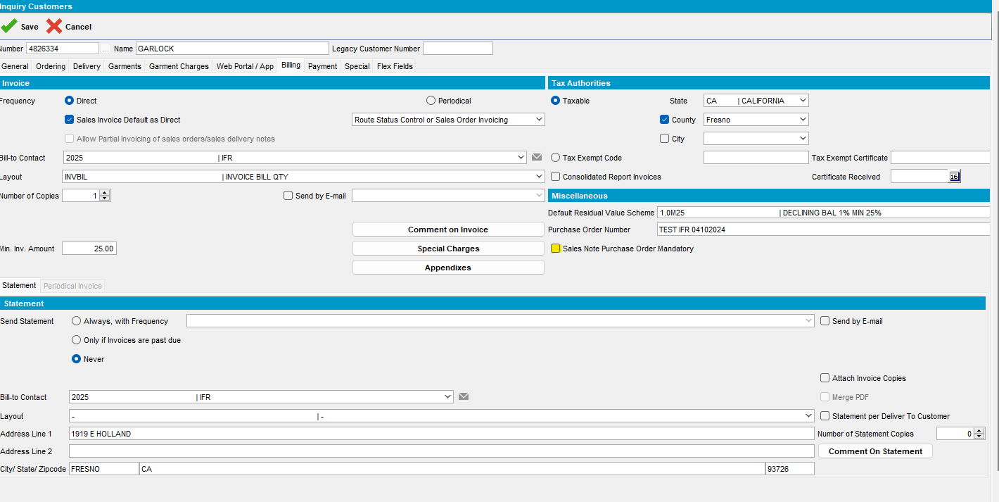 Inquiry Customers
Save Cancel
Number 4826334 ... Name GARLOCK Legacy Customer Number
General Ordering Delivery Garments Garment Charges Web Portal / App Billing Payment Special Flex Fields
Invoice Tax Authorities
Frequency Direct Periodical Taxable State CA | CALIFORNIA
Sales Invoice Default as Direct Route Status Control or Sales Order Invoicing County Fresno
Allow Partial Invoicing of sales orders/sales delivery notes City
Bill-to Contact 2025 | IFR Tax Exempt Code Tax Exempt Certificate
Layout INVBIL | INVOICE BILL QTY Consolidated Report Invoices Certificate Received 16
Number of Copies 1 Send by E-mail Miscellaneous
Default Residual Value Scheme 1.0M25 | DECLINING BAL 1% MIN 25%
Comment on Invoice Purchase Order Number TEST IFR 04102024
Min. Inv. Amount 25.00 Special Charges Sales Note Purchase Order Mandatory
Appendixes
Statement Periodical Invoice
Statement
Send Statement Always, with Frequency Send by E-mail
Only if Invoices are past due
Never
Attach Invoice Copies
Bill-to Contact 2025 | IFR Merge PDF
Layout - | - Statement per Deliver To Customer
Address Line 1 1919 E HOLLAND Number of Statement Copies 0
Address Line 2 Comment On Statement
City/ State/ Zipcode FRESNO CA 93726